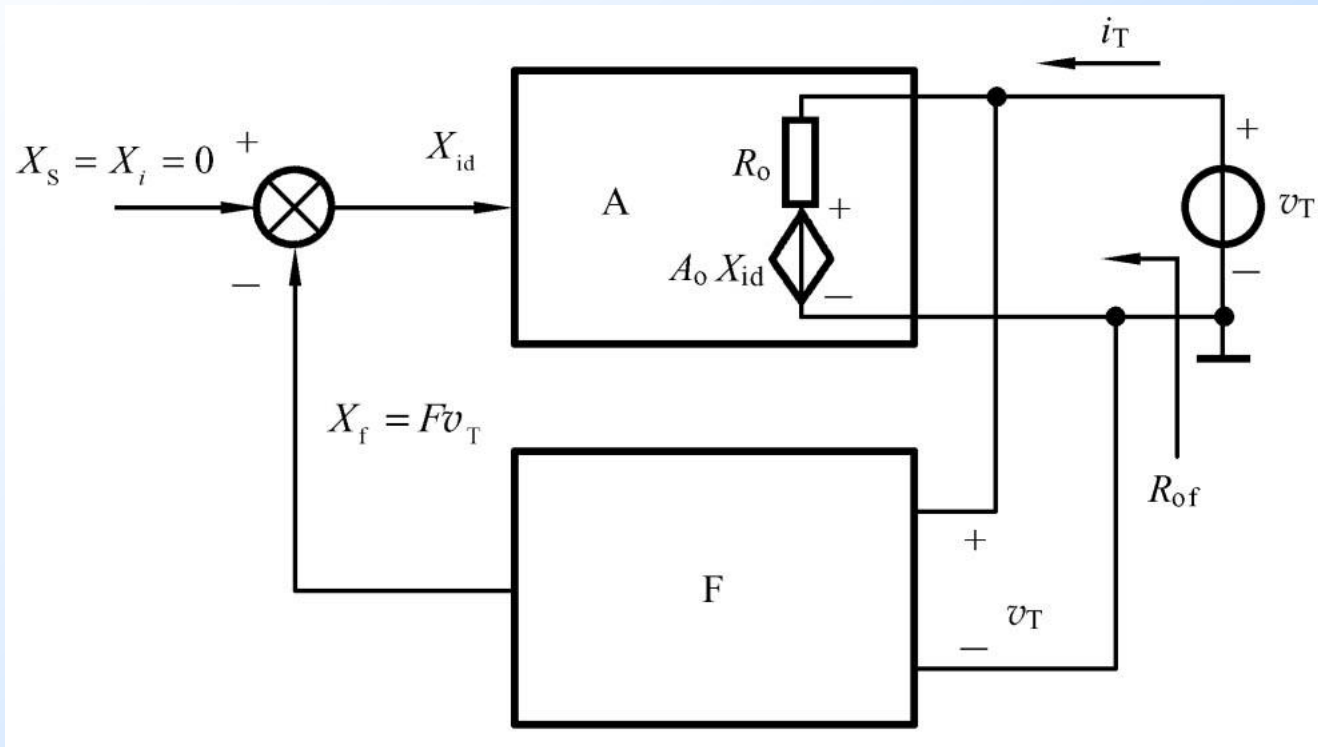 i_T
X_S = X_i = 0
+
−
X_id
A
R_o
+
A_o X_id
−
+
v_T
−
X_f = Fv_T
R_of
F
+
v_T
−